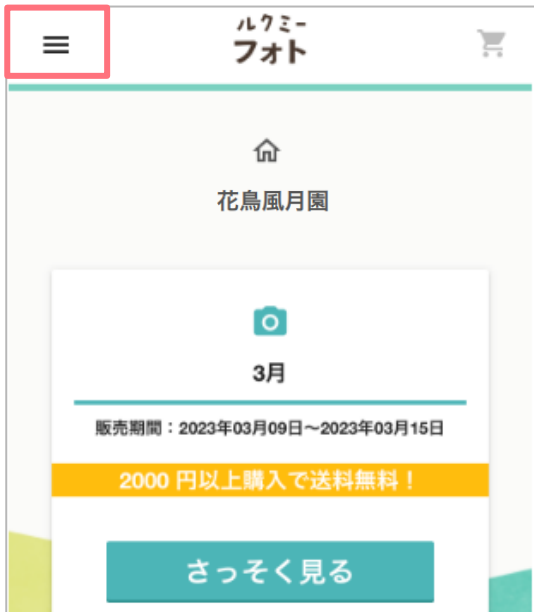 ルクミー
フォト
花鳥風月園
3月
販売期間：2023年03月09日～2023年03月15日
2000 円以上購入で送料無料！
さっそく見る